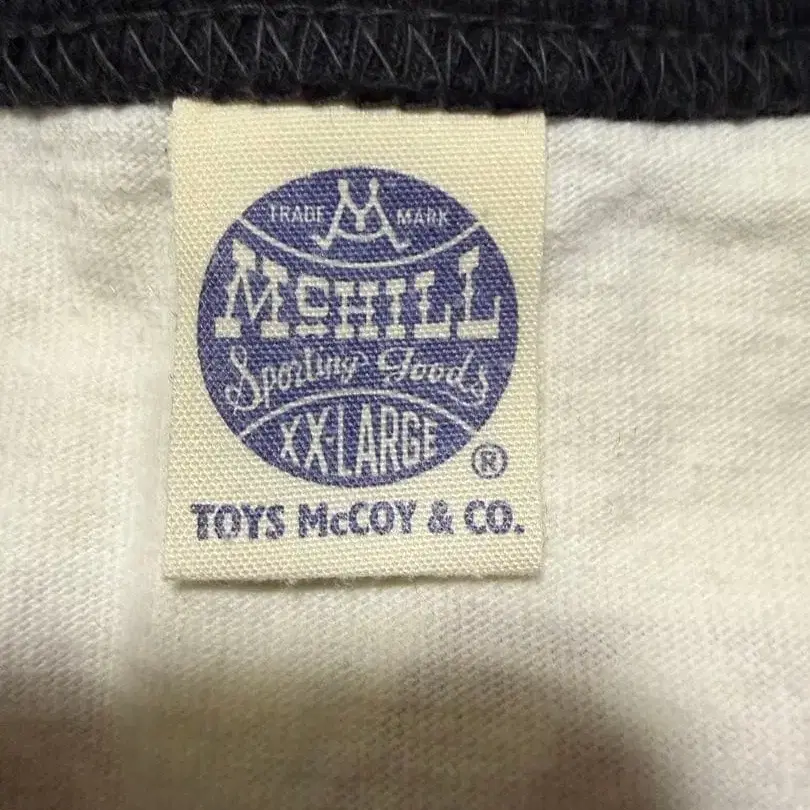 TRADE MARK
McHILL
Sporting Goods
XX-LARGE
®
TOYS McCOY & CO.